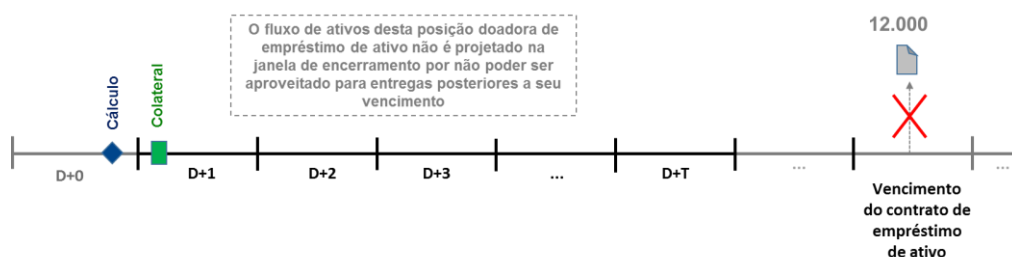 O fluxo de ativos desta posição doadora de
empréstimo de ativo não é projetado na
janela de encerramento por não poder ser
aproveitado para entregas posteriores a seu
vencimento
12.000
Cálculo
Colateral
D+0
D+1
D+2
D+3
...
D+T
...
...
Vencimento
do contrato de
empréstimo
de ativo